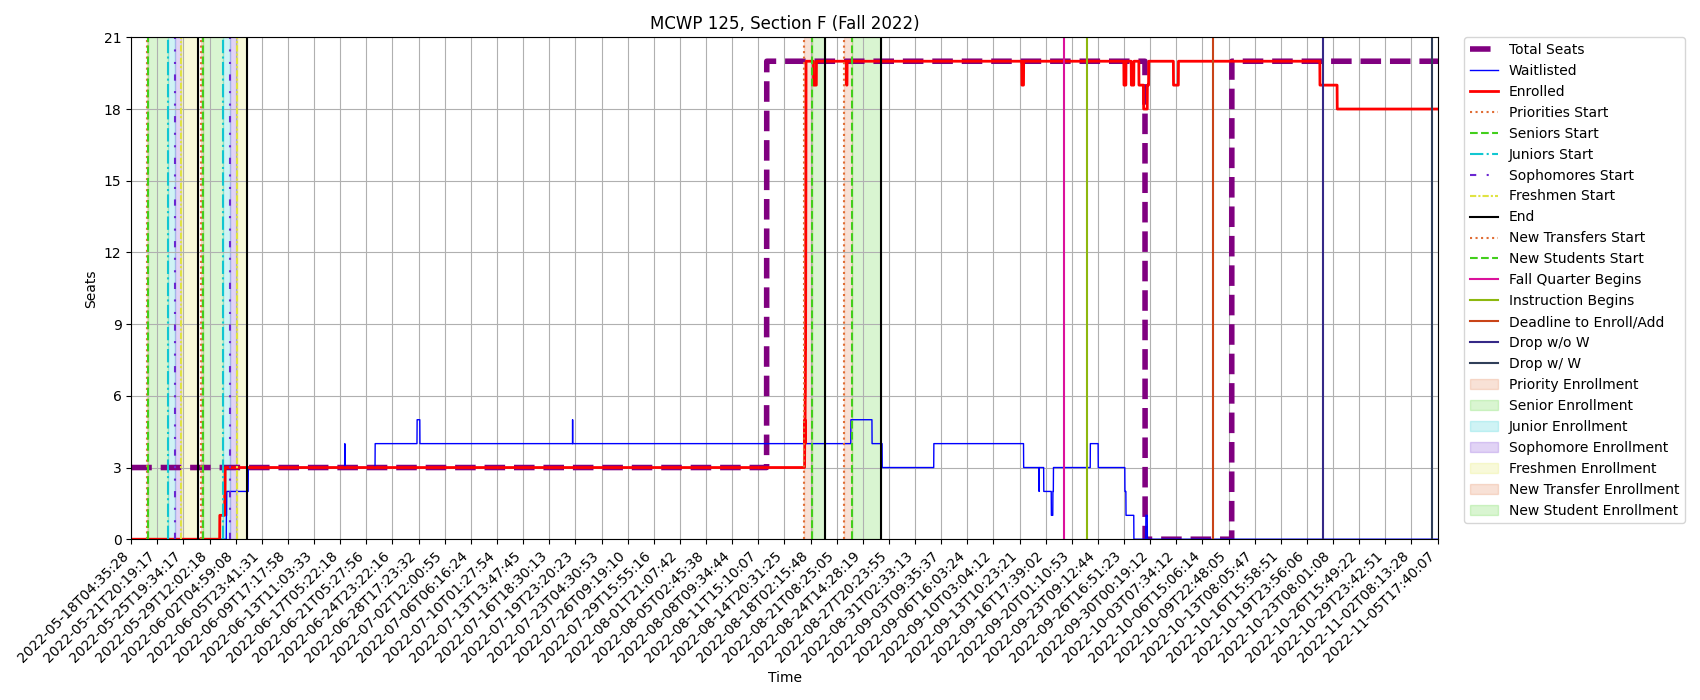 MCWP 125, Section F (Fall 2022)
Seats
21
18
15
12
9
6
3
0
2022-05-18T04:35:28
2022-05-21T20:19:17
2022-05-25T19:34:17
2022-05-29T12:02:18
2022-06-02T04:59:08
2022-06-05T23:41:31
2022-06-09T17:17:58
2022-06-13T11:03:33
2022-06-17T05:22:18
2022-06-21T05:27:56
2022-06-24T23:22:16
2022-06-28T17:23:32
2022-07-02T12:00:55
2022-07-06T06:16:24
2022-07-10T01:27:54
2022-07-13T13:47:45
2022-07-16T18:30:13
2022-07-19T23:20:23
2022-07-23T04:30:53
2022-07-26T09:19:10
2022-07-29T15:55:16
2022-08-01T21:07:42
2022-08-05T02:45:38
2022-08-08T09:34:44
2022-08-11T15:10:07
2022-08-14T20:31:25
2022-08-18T02:15:48
2022-08-21T08:25:05
2022-08-24T14:28:19
2022-08-27T20:23:55
2022-08-31T02:33:13
2022-09-03T09:35:37
2022-09-06T16:03:24
2022-09-10T03:04:12
2022-09-13T10:23:21
2022-09-16T17:39:02
2022-09-20T01:10:53
2022-09-23T09:12:44
2022-09-26T16:51:23
2022-09-30T00:19:12
2022-10-03T07:34:12
2022-10-06T15:06:14
2022-10-09T22:48:05
2022-10-13T08:05:47
2022-10-16T15:58:51
2022-10-19T23:56:06
2022-10-23T08:01:08
2022-10-26T15:49:22
2022-10-29T23:42:51
2022-11-02T08:13:28
2022-11-05T17:40:07
Time
Total Seats
Waitlisted
Enrolled
Priorities Start
Seniors Start
Juniors Start
Sophomores Start
Freshmen Start
End
New Transfers Start
New Students Start
Fall Quarter Begins
Instruction Begins
Deadline to Enroll/Add
Drop w/o W
Drop w/ W
Priority Enrollment
Senior Enrollment
Junior Enrollment
Sophomore Enrollment
Freshmen Enrollment
New Transfer Enrollment
New Student Enrollment